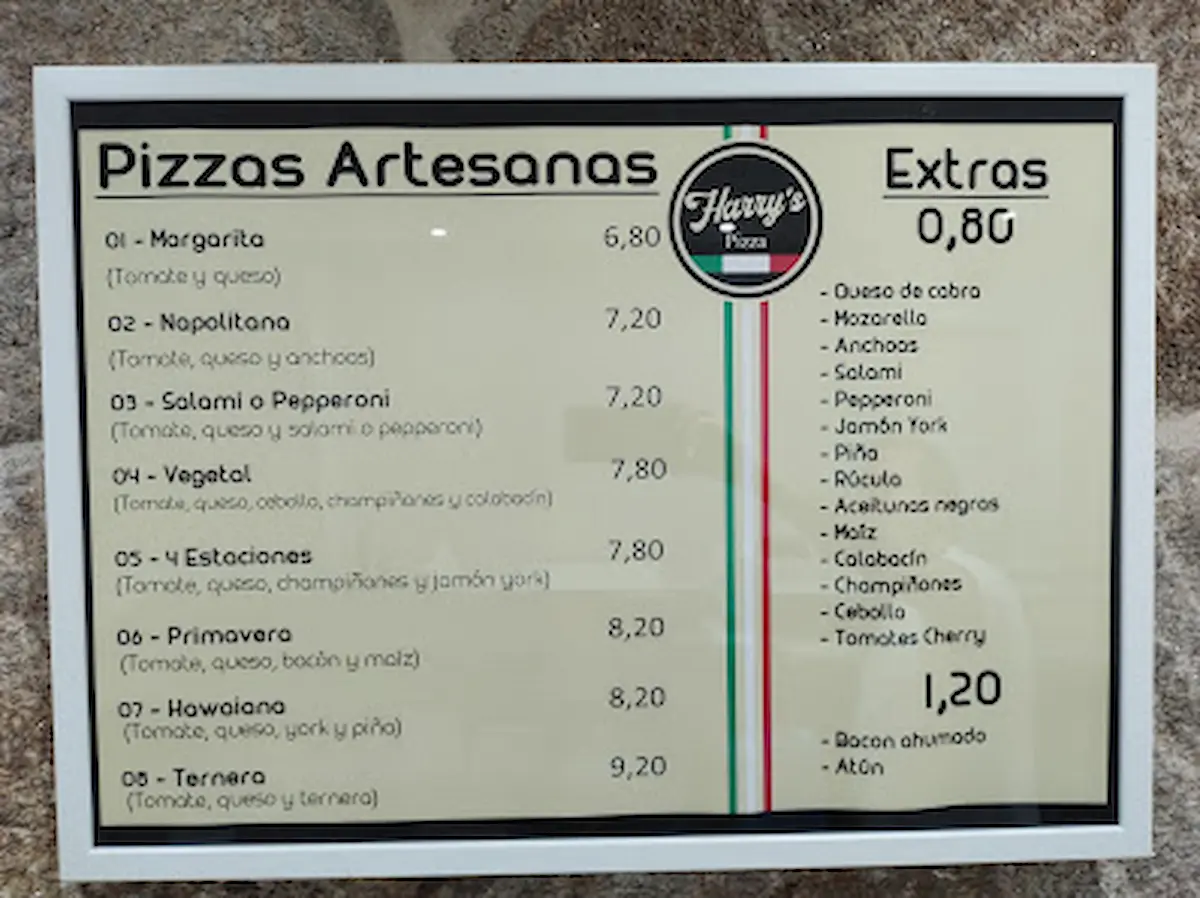 Pizzas Artesanas
01 - Margarita 6,80
(Tomate y queso)
02 - Napolitana 7,20
(Tomate, queso y anchoas)
03 - Salami o Pepperoni 7,20
(Tomate, queso y salami o pepperoni)
04 - Vegetal 7,80
(Tomate, queso, cebolla, champiñones y calabacín)
05 - 4 Estaciones 7,80
(Tomate, queso, champiñones y jamón york)
06 - Primavera 8,20
(Tomate, queso, bacón y maíz)
07 - Hawaiana 8,20
(Tomate, queso, york y piña)
08 - Ternera 9,20
(Tomate, queso y ternera)
Harry's
Pizza
Extras
0,80
- Queso de cabra
- Mozarella
- Anchoas
- Salami
- Pepperoni
- Jamón York
- Piña
- Rúcula
- Aceitunas negras
- Maíz
- Calabacín
- Champiñones
- Cebolla
- Tomates Cherry
1,20
- Bacon ahumado
- Atún